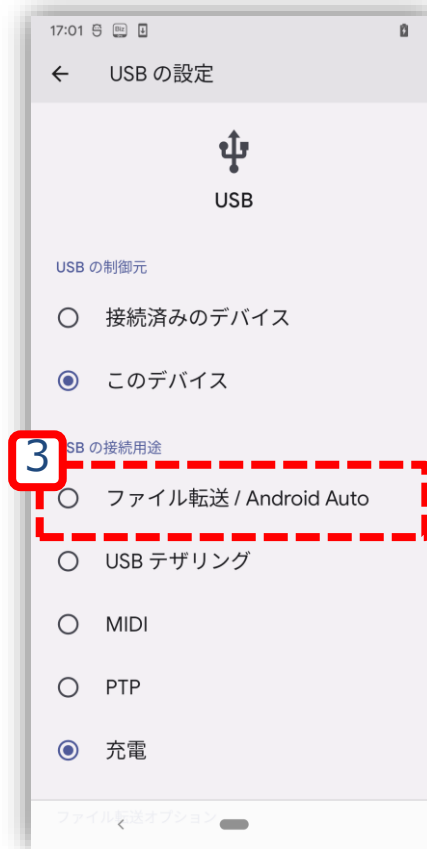 17:01
USB の設定
USB
USB の制御元
接続済みのデバイス
このデバイス
3
SB の接続用途
ファイル転送 / Android Auto
USB テザリング
MIDI
PTP
充電
ファイル転送オプション